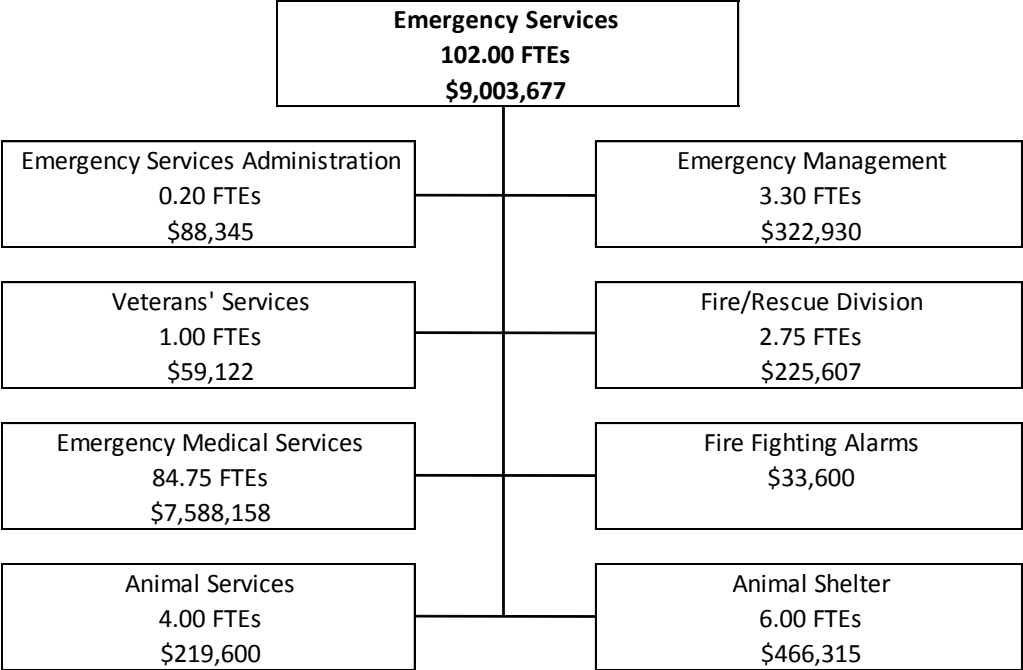 Emergency Services
102.00 FTEs
$9,003,677
Emergency Services Administration
0.20 FTEs
$88,345
Emergency Management
3.30 FTEs
$322,930
Veterans' Services
1.00 FTEs
$59,122
Fire/Rescue Division
2.75 FTEs
$225,607
Emergency Medical Services
84.75 FTEs
$7,588,158
Fire Fighting Alarms
$33,600
Animal Services
4.00 FTEs
$219,600
Animal Shelter
6.00 FTEs
$466,315